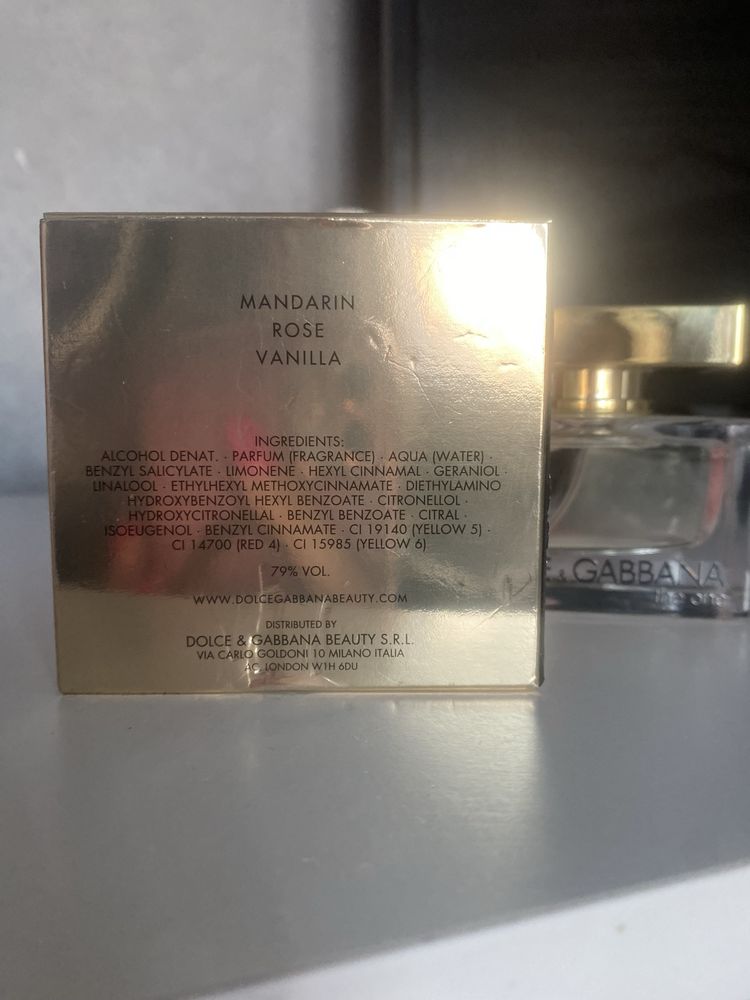 MANDARIN
ROSE
VANILLA
INGREDIENTS:
ALCOHOL DENAT. · PARFUM (FRAGRANCE) · AQUA (WATER) ·
BENZYL SALICYLATE · LIMONENE · HEXYL CINNAMAL · GERANIOL ·
LINALOOL · ETHYLHEXYL METHOXYCINNAMATE · DIETHYLAMINO
HYDROXYBENZOYL HEXYL BENZOATE · CITRONELLOL ·
HYDROXYCITRONELLAL · BENZYL BENZOATE · CITRAL ·
ISOEUGENOL · BENZYL CINNAMATE · CI 19140 (YELLOW 5) ·
CI 14700 (RED 4) · CI 15985 (YELLOW 6)
79% VOL.
WWW.DOLCEGABBANABEAUTY.COM
DISTRIBUTED BY
DOLCE & GABBANA BEAUTY S.R.L.
VIA CARLO GOLDONI 10 MILANO ITALIA
AC, LONDON W1H 6DU
& GABBANA
the one